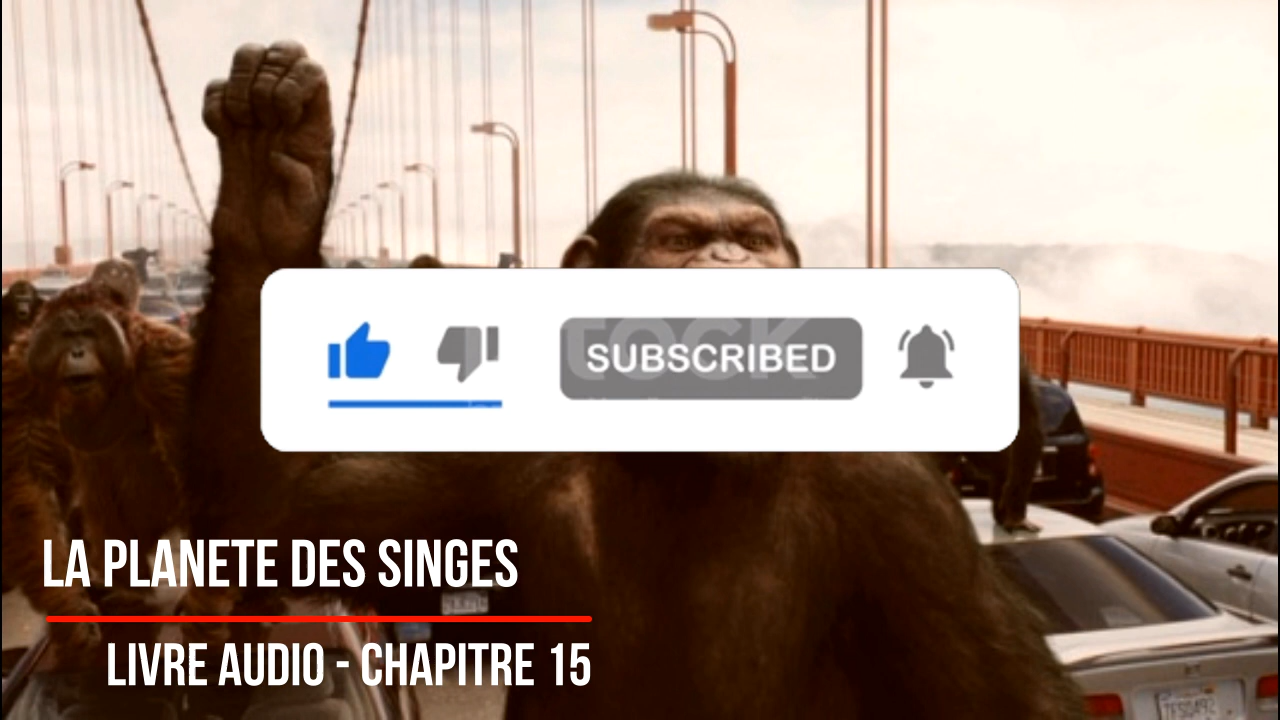 SUBSCRIBED
LA PLANETE DES SINGES
LIVRE AUDIO - CHAPITRE 15